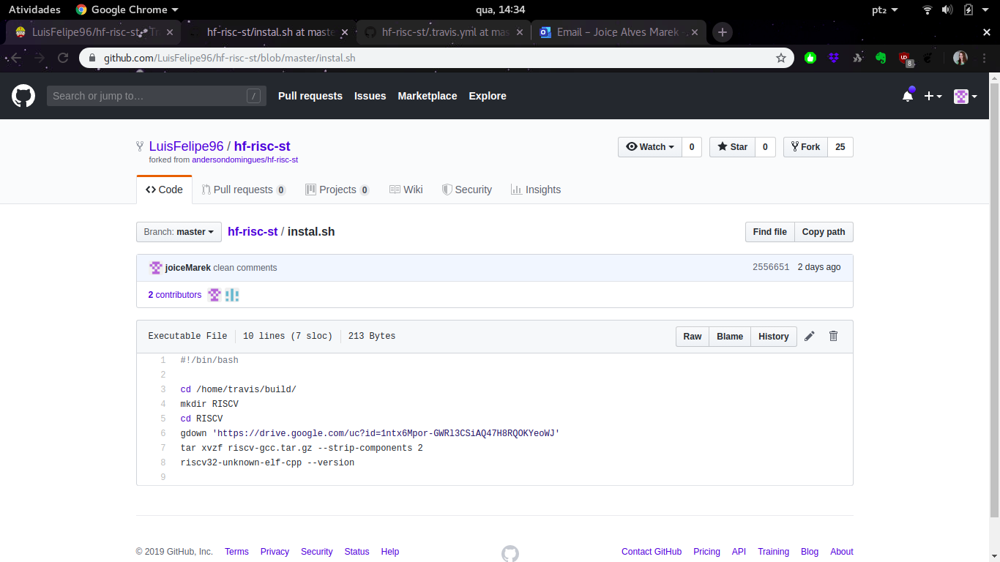 Atividades Google Chrome qua, 14:34 pt₂
LuisFelipe96/hf-risc-st - Tr hf-risc-st/instal.sh at maste hf-risc-st/.travis.yml at mas Email – Joice Alves Marek -
github.com/LuisFelipe96/hf-risc-st/blob/master/instal.sh 8
Search or jump to… / Pull requests Issues Marketplace Explore
LuisFelipe96 / hf-risc-st Watch 0 Star 0 Fork 25
forked from andersondomingues/hf-risc-st
Code Pull requests 0 Projects 0 Wiki Security Insights
Branch: master hf-risc-st / instal.sh Find file Copy path
joiceMarek clean comments 2556651 2 days ago
2 contributors
Executable File 10 lines (7 sloc) 213 Bytes Raw Blame History
1 #!/bin/bash
2
3 cd /home/travis/build/
4 mkdir RISCV
5 cd RISCV
6 gdown 'https://drive.google.com/uc?id=1ntx6Mpor-GWRl3CSiAQ47H8RQOKYeoWJ'
7 tar xvzf riscv-gcc.tar.gz --strip-components 2
8 riscv32-unknown-elf-cpp --version
9
© 2019 GitHub, Inc. Terms Privacy Security Status Help Contact GitHub Pricing API Training Blog About